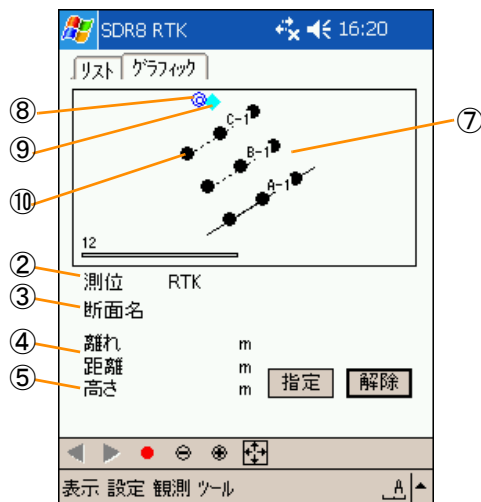 SDR8 RTK 16:20
リスト グラフィック
⑧
⑨
⑩
⑦
C-1
B-1
A-1
12
② 測位 RTK
③ 断面名
④ 離れ m
距離 m
⑤ 高さ m
指定 解除
表示 設定 観測 ツール A